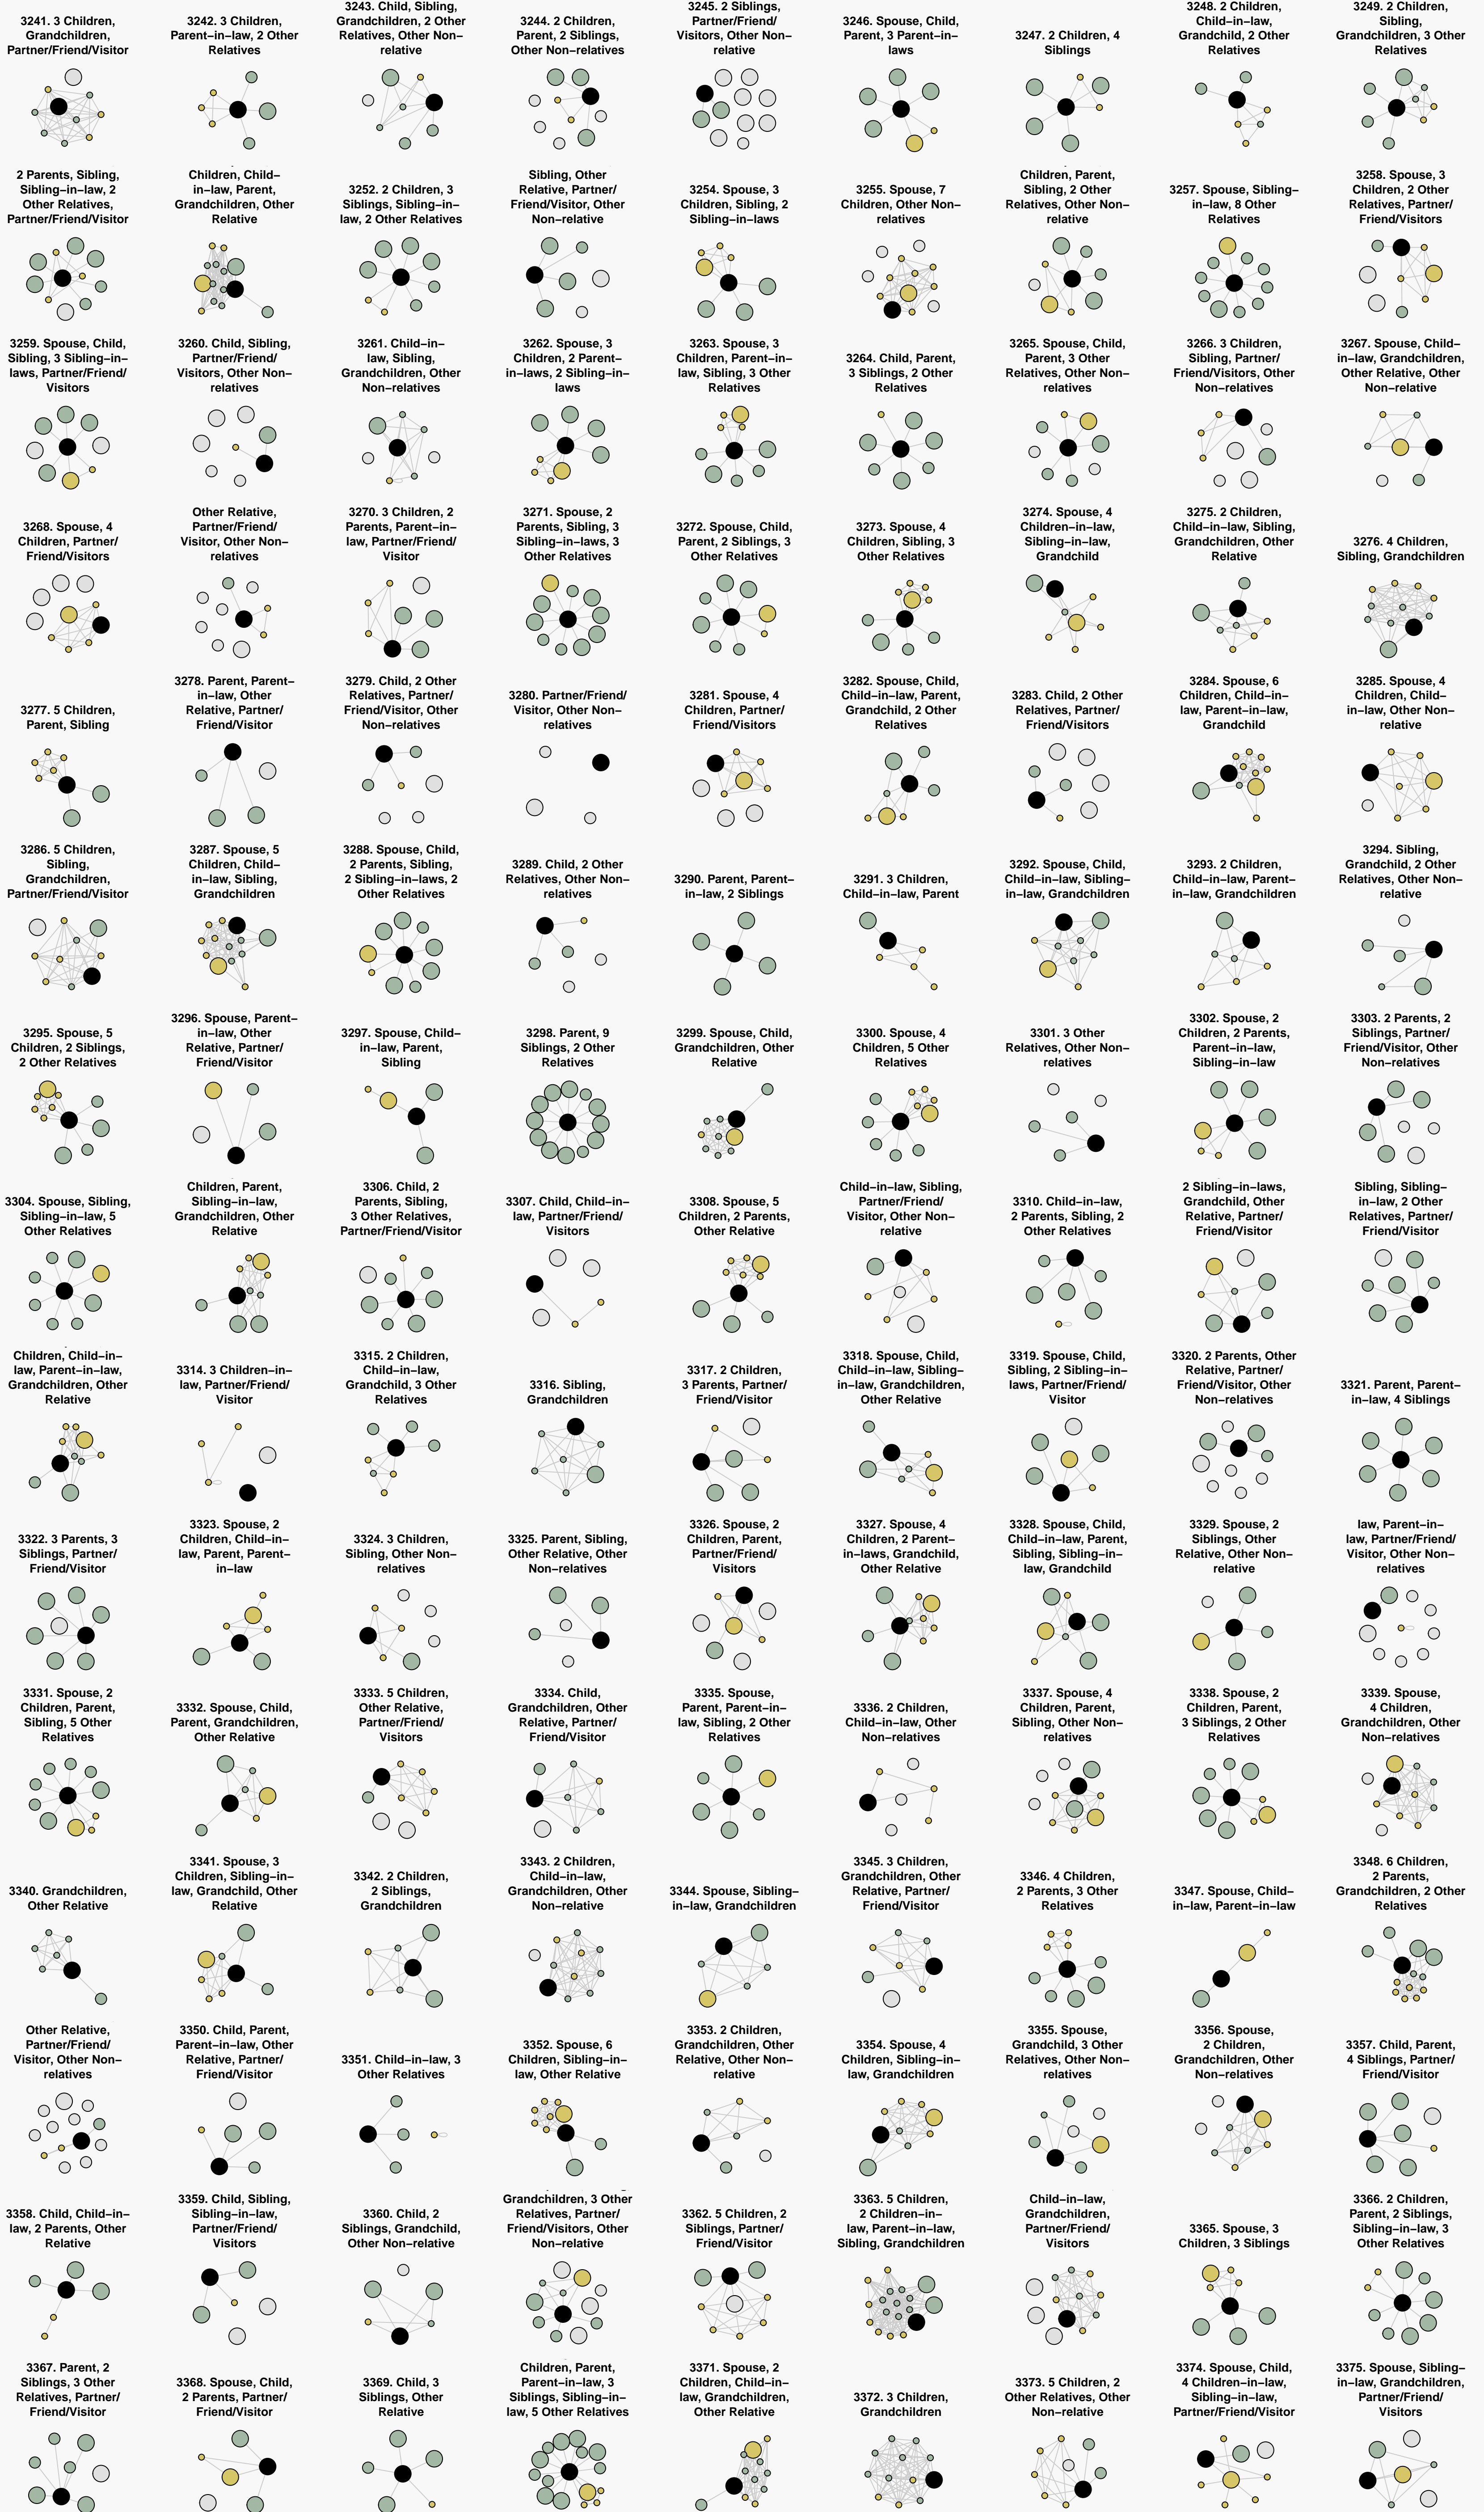 3241. 3 Children,
Grandchildren,
Partner/Friend/Visitor
3242. 3 Children,
Parent−in−law, 2 Other
Relatives
3243. Child, Sibling,
Grandchildren, 2 Other
Relatives, Other Non−
relative
3244. 2 Children,
Parent, 2 Siblings,
Other Non−relatives
3245. 2 Siblings,
Partner/Friend/
Visitors, Other Non−
relative
3246. Spouse, Child,
Parent, 3 Parent−in−
laws
3247. 2 Children, 4
Siblings
3248. 2 Children,
Child−in−law,
Grandchild, 2 Other
Relatives
3249. 2 Children,
Sibling,
Grandchildren, 3 Other
Relatives
2 Parents, Sibling,
Sibling−in−law, 2
Other Relatives,
Partner/Friend/Visitor
Children, Child−
in−law, Parent,
Grandchildren, Other
Relative
3252. 2 Children, 3
Siblings, Sibling−in−
law, 2 Other Relatives
Sibling, Other
Relative, Partner/
Friend/Visitor, Other
Non−relative
3254. Spouse, 3
Children, Sibling, 2
Sibling−in−laws
3255. Spouse, 7
Children, Other Non−
relatives
Children, Parent,
Sibling, 2 Other
Relatives, Other Non−
relative
3257. Spouse, Sibling−
in−law, 8 Other
Relatives
3258. Spouse, 3
Children, 2 Other
Relatives, Partner/
Friend/Visitors
3259. Spouse, Child,
Sibling, 3 Sibling−in−
laws, Partner/Friend/
Visitors
3260. Child, Sibling,
Partner/Friend/
Visitors, Other Non−
relatives
3261. Child−in−
law, Sibling,
Grandchildren, Other
Non−relatives
3262. Spouse, 3
Children, 2 Parent−
in−laws, 2 Sibling−in−
laws
3263. Spouse, 3
Children, Parent−in−
law, Sibling, 3 Other
Relatives
3264. Child, Parent,
3 Siblings, 2 Other
Relatives
3265. Spouse, Child,
Parent, 3 Other
Relatives, Other Non−
relative
3266. 3 Children,
Sibling, Partner/
Friend/Visitors, Other
Non−relatives
3267. Spouse, Child−
in−law, Grandchildren,
Other Relative, Other
Non−relative
3268. Spouse, 4
Children, Partner/
Friend/Visitors
Other Relative,
Partner/Friend/
Visitor, Other Non−
relatives
3270. 3 Children, 2
Parents, Parent−in−
law, Partner/Friend/
Visitor
3271. Spouse, 2
Parents, Sibling, 3
Sibling−in−laws, 3
Other Relatives
3272. Spouse, Child,
Parent, 2 Siblings, 3
Other Relatives
3273. Spouse, 4
Children, Sibling, 3
Other Relatives
3274. Spouse, 4
Children−in−law,
Sibling−in−law,
Grandchild
3275. 2 Children,
Child−in−law, Sibling,
Grandchildren, Other
Relative
3276. 4 Children,
Sibling, Grandchildren
3277. 5 Children,
Parent, Sibling
3278. Parent, Parent−
in−law, Other
Relative, Partner/
Friend/Visitor
3279. Child, 2 Other
Relatives, Partner/
Friend/Visitor, Other
Non−relatives
3280. Partner/Friend/
Visitor, Other Non−
relatives
3281. Spouse, 4
Children, Partner/
Friend/Visitors
3282. Spouse, Child,
Child−in−law, Parent,
Grandchild, 2 Other
Relatives
3283. Child, 2 Other
Relatives, Partner/
Friend/Visitors
3284. Spouse, 6
Children, Child−in−
law, Parent−in−law,
Grandchild
3285. Spouse, 4
Children, Child−
in−law, Other Non−
relative
3286. 5 Children,
Sibling,
Grandchildren,
Partner/Friend/Visitor
3287. Spouse, 5
Children, Child−
in−law, Sibling,
Grandchildren
3288. Spouse, Child,
2 Parents, Sibling,
2 Sibling−in−laws, 2
Other Relatives
3289. Child, 2 Other
Relatives, Other Non−
relatives
3290. Parent, Parent−
in−law, 2 Siblings
3291. 3 Children,
Child−in−law, Parent
3292. Spouse, Child,
Child−in−law, Sibling−
in−law, Grandchildren
3293. 2 Children,
Child−in−law, Parent−
in−law, Grandchildren
3294. Sibling,
Grandchild, 2 Other
Relatives, Other Non−
relative
3295. Spouse, 5
Children, 2 Siblings,
2 Other Relatives
3296. Spouse, Parent−
in−law, Other
Relative, Partner/
Friend/Visitor
3297. Spouse, Child−
in−law, Parent,
Sibling
3298. Parent, 9
Siblings, 2 Other
Relatives
3299. Spouse, Child,
Grandchildren, Other
Relative
3300. Spouse, 4
Children, 5 Other
Relatives
3301. 3 Other
Relatives, Other Non−
relatives
3302. Spouse, 2
Children, 2 Parents,
Parent−in−law,
Sibling−in−law
3303. 2 Parents, 2
Siblings, Partner/
Friend/Visitor, Other
Non−relatives
3304. Spouse, Sibling,
Sibling−in−law, 5
Other Relatives
Children, Parent,
Sibling−in−law,
Grandchildren, Other
Relative
3306. Child, 2
Parents, Sibling,
3 Other Relatives,
Partner/Friend/Visitor
3307. Child, Child−in−
law, Partner/Friend/
Visitors
3308. Spouse, 5
Children, 2 Parents,
Other Relative
Child−in−law, Sibling,
Partner/Friend/
Visitor, Other Non−
relative
3310. Child−in−law,
2 Parents, Sibling, 2
Other Relatives
2 Sibling−in−laws,
Grandchild, Other
Relative, Partner/
Friend/Visitor
Sibling, Sibling−
in−law, 2 Other
Relatives, Partner/
Friend/Visitor
Children, Child−in−
law, Parent−in−law,
Grandchildren, Other
Relative
3314. 3 Children−in−
law, Partner/Friend/
Visitor
3315. 2 Children,
Child−in−law,
Grandchild, 3 Other
Relatives
3316. Sibling,
Grandchildren
3317. 2 Children,
3 Parents, Partner/
Friend/Visitor
3318. Spouse, Child,
Child−in−law, Sibling−
in−law, Grandchildren,
Other Relative
3319. Spouse, Child,
Sibling, 2 Sibling−in−
laws, Partner/Friend/
Visitor
3320. 2 Parents, Other
Relative, Partner/
Friend/Visitor, Other
Non−relatives
3321. Parent, Parent−
in−law, 4 Siblings
3322. 3 Parents, 3
Siblings, Partner/
Friend/Visitor
3323. Spouse, 2
Children, Child−in−
law, Parent, Parent−
in−law
3324. 3 Children,
Sibling, Other Non−
relatives
3325. Parent, Sibling,
Other Relative, Other
Non−relatives
3326. Spouse, 2
Children, Parent,
Partner/Friend/
Visitors
3327. Spouse, 4
Children, 2 Parent−
in−laws, Grandchild,
Other Relative
3328. Spouse, Child,
Child−in−law, Parent,
Sibling, Sibling−in−
law, Grandchild
3329. Spouse, 2
Siblings, Other
Relative, Other Non−
relative
law, Parent−in−
law, Partner/Friend/
Visitor, Other Non−
relatives
3331. Spouse, 2
Children, Parent,
Sibling, 5 Other
Relatives
3332. Spouse, Child,
Parent, Grandchildren,
Other Relative
3333. 5 Children,
Other Relative,
Partner/Friend/
Visitors
3334. Child,
Grandchildren, Other
Relative, Partner/
Friend/Visitor
3335. Spouse,
Parent, Parent−in−
law, Sibling, 2 Other
Relatives
3336. 2 Children,
Child−in−law, Other
Non−relatives
3337. Spouse, 4
Children, Parent,
Sibling, Other Non−
relatives
3338. Spouse, 2
Children, Parent,
3 Siblings, 2 Other
Relatives
3339. Spouse,
4 Children,
Grandchildren, Other
Non−relatives
3340. Grandchildren,
Other Relative
3341. Spouse, 3
Children, Sibling−in−
law, Grandchild, Other
Relative
3342. 2 Children,
2 Siblings,
Grandchildren
3343. 2 Children,
Child−in−law,
Grandchildren, Other
Non−relative
3344. Spouse, Sibling−
in−law, Grandchildren
3345. 3 Children,
Grandchildren, Other
Relative, Partner/
Friend/Visitor
3346. 4 Children,
2 Parents, 3 Other
Relatives
3347. Spouse, Child−
in−law, Parent−in−law
3348. 6 Children,
2 Parents,
Grandchildren, 2 Other
Relatives
Other Relative,
Partner/Friend/
Visitor, Other Non−
relatives
3350. Child, Parent,
Parent−in−law, Other
Relative, Partner/
Friend/Visitor
3351. Child−in−law, 3
Other Relatives
3352. Spouse, 6
Children, Sibling−in−
law, Other Relative
3353. 2 Children,
Grandchildren, Other
Relative, Other Non−
relative
3354. Spouse, 4
Children, Sibling−in−
law, Grandchildren
3355. Spouse,
Grandchild, 3 Other
Relatives, Other Non−
relatives
3356. Spouse,
2 Children,
Grandchildren, Other
Non−relatives
3357. Child, Parent,
4 Siblings, Partner/
Friend/Visitor
3358. Child, Child−in−
law, 2 Parents, Other
Relative
3359. Child, Sibling,
Sibling−in−law,
Partner/Friend/
Visitors
3360. Child, 2
Siblings, Grandchild,
Other Non−relative
Grandchildren, 3 Other
Relatives, Partner/
Friend/Visitors, Other
Non−relative
3362. 5 Children, 2
Siblings, Partner/
Friend/Visitor
3363. 5 Children,
2 Children−in−
law, Parent−in−law,
Sibling, Grandchildren
Child−in−law,
Grandchildren,
Partner/Friend/
Visitors
3365. Spouse, 3
Children, 3 Siblings
3366. 2 Children,
Parent, 2 Siblings,
Sibling−in−law, 3
Other Relatives
3367. Parent, 2
Siblings, 3 Other
Relatives, Partner/
Friend/Visitor
3368. Spouse, Child,
2 Parents, Partner/
Friend/Visitor
3369. Child, 3
Siblings, Other
Relative
Children, Parent,
Parent−in−law, 3
Siblings, Sibling−in−
law, 5 Other Relatives
3371. Spouse, 2
Children, Child−in−
law, Grandchildren,
Other Relative
3372. 3 Children,
Grandchildren
3373. 5 Children, 2
Other Relatives, Other
Non−relative
3374. Spouse, Child,
4 Children−in−law,
Sibling−in−law,
Partner/Friend/Visitor
3375. Spouse, Sibling−
in−law, Grandchildren,
Partner/Friend/
Visitors